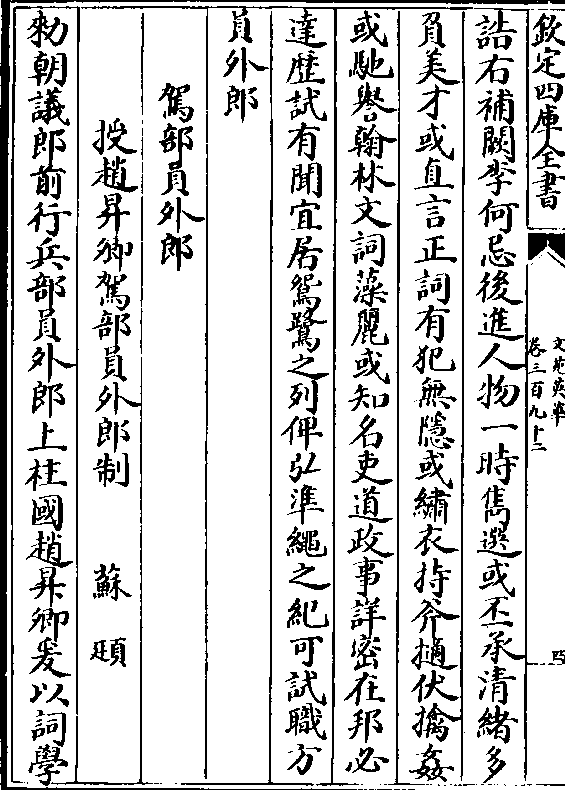 欽定四庫全書
文苑英華
卷三百九十二
四
誥右補闕李何忌後進人物一時雋選或丕承清緒多
負美才或直言正詞有犯無隱或繡衣持斧擿伏擒姦
或馳譽翰林文詞藻麗或知名吏道政事詳密在邦必
達歴試有聞宜居鴛鷺之列俾弘準繩之紀可試職方
員外郎
駕部員外郎
授趙昇卿駕部員外郎制 蘇頲
勑朝議郎前行兵部員外郎上柱國趙昇卿爰以詞學